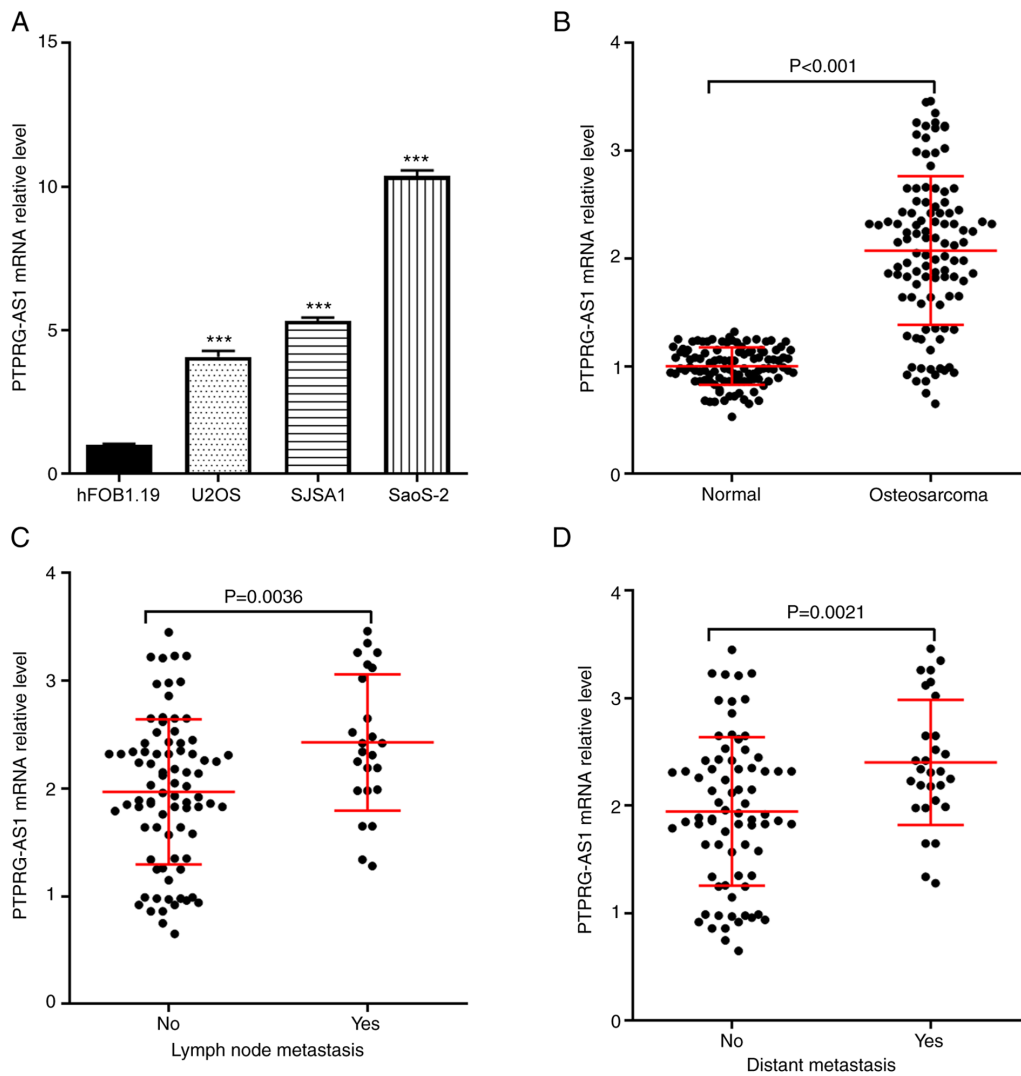 A
PTPRG-AS1 mRNA relative level
15
10
5
0
***
***
***
hFOB1.19 U2OS SJSA1 SaoS-2
B
PTPRG-AS1 mRNA relative level
4
3
2
1
0
P<0.001
Normal Osteosarcoma
C
PTPRG-AS1 mRNA relative level
4
3
2
1
0
P=0.0036
No Yes
Lymph node metastasis
D
PTPRG-AS1 mRNA relative level
4
3
2
1
0
P=0.0021
No Yes
Distant metastasis